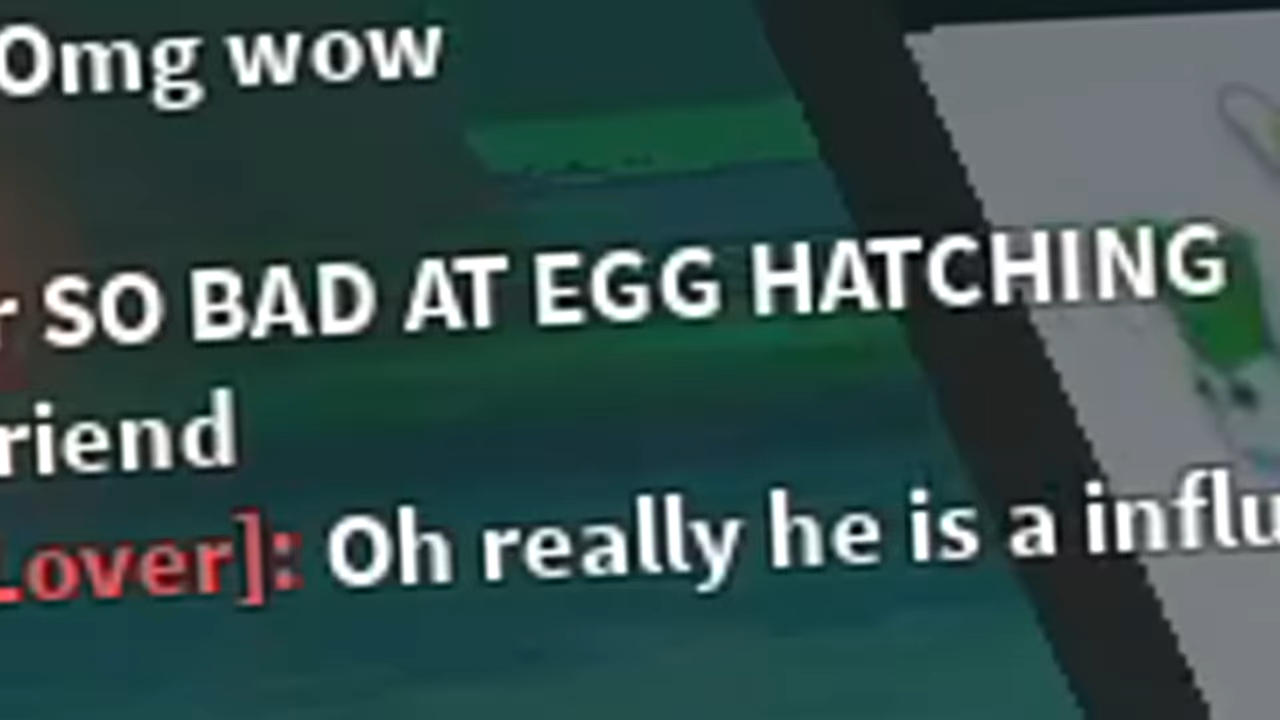 Omg wow
r SO BAD AT EGG HATCHING
riend
Lover]: Oh really he is a influ